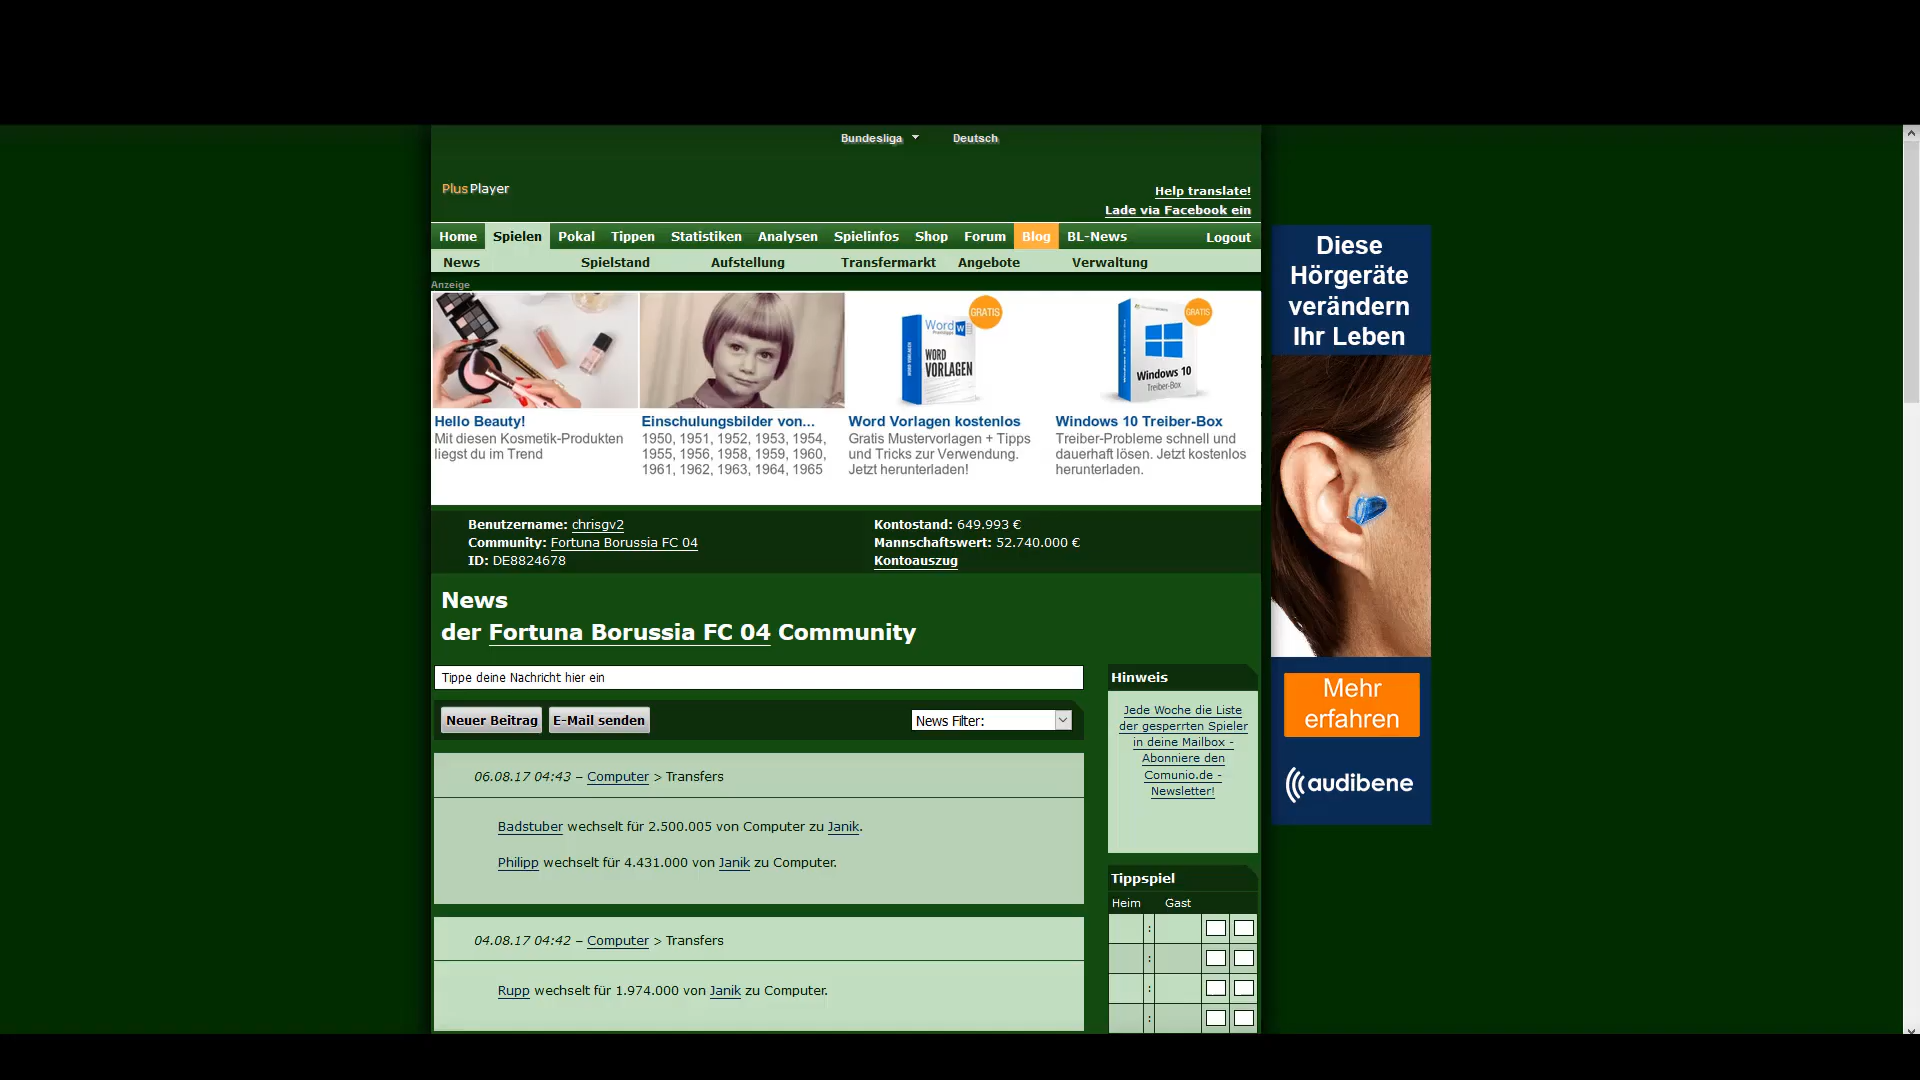 Bundesliga Deutsch
PlusPlayer
Help translate!
Lade via Facebook ein
Home Spielen Pokal Tippen Statistiken Analysen Spielinfos Shop Forum Blog BL-News Logout
News Spielstand Aufstellung Transfermarkt Angebote Verwaltung
Anzeige
GRATIS
Word
WORD VORLAGEN
WORD
VORLAGEN
GRATIS
Windows 10
Treiber-Box
Hello Beauty!
Mit diesen Kosmetik-Produkten
liegst du im Trend
Einschulungsbilder von...
1950, 1951, 1952, 1953, 1954,
1955, 1956, 1958, 1959, 1960,
1961, 1962, 1963, 1964, 1965
Word Vorlagen kostenlos
Gratis Mustervorlagen + Tipps
und Tricks zur Verwendung.
Jetzt herunterladen!
Windows 10 Treiber-Box
Treiber-Probleme schnell und
dauerhaft lösen. Jetzt kostenlos
herunterladen.
Diese
Hörgeräte
verändern
Ihr Leben
Mehr
erfahren
audibene
Benutzername: chrisgv2
Community: Fortuna Borussia FC 04
ID: DE8824678
Kontostand: 649.993 €
Mannschaftswert: 52.740.000 €
Kontoauszug
News
der Fortuna Borussia FC 04 Community
Tippe deine Nachricht hier ein
Neuer Beitrag E-Mail senden News Filter:
06.08.17 04:43 – Computer > Transfers
Badstuber wechselt für 2.500.005 von Computer zu Janik.
Philipp wechselt für 4.431.000 von Janik zu Computer.
04.08.17 04:42 – Computer > Transfers
Rupp wechselt für 1.974.000 von Janik zu Computer.
Hinweis
Jede Woche die Liste
der gesperrten Spieler
in deine Mailbox -
Abonniere den
Comunio.de -
Newsletter!
Tippspiel
Heim Gast
:
:
:
: